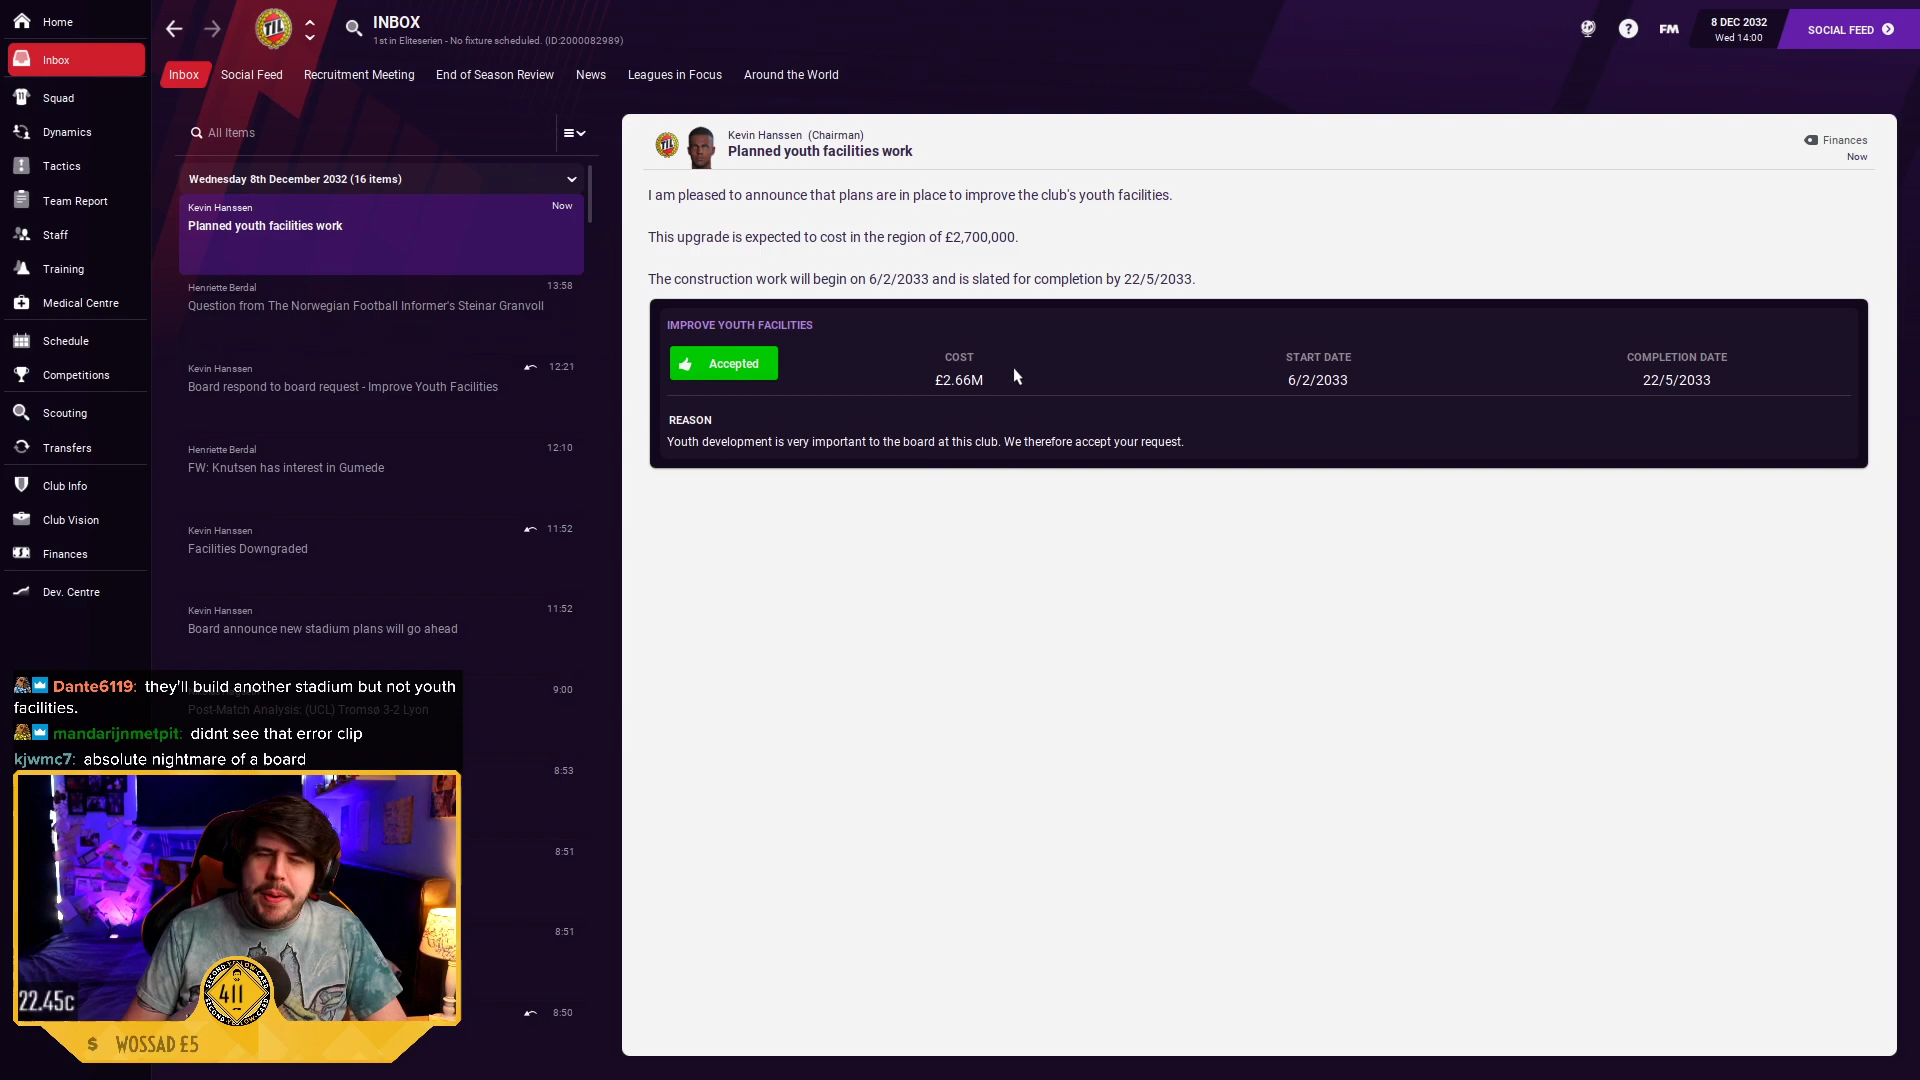 Home
Inbox
Squad
Dynamics
Tactics
Team Report
Staff
Training
Medical Centre
Schedule
Competitions
Scouting
Transfers
Club Info
Club Vision
Finances
Dev. Centre
TIL
INBOX
1st in Eliteserien - No fixture scheduled. (ID:2000082989)
FM
8 DEC 2032
Wed 14:00
SOCIAL FEED
Inbox
Social Feed
Recruitment Meeting
End of Season Review
News
Leagues in Focus
Around the World
All Items
Wednesday 8th December 2032 (16 items)
Kevin Hanssen
Now
Planned youth facilities work
Henriette Berdal
13:58
Question from The Norwegian Football Informer's Steinar Granvoll
Kevin Hanssen
12:21
Board respond to board request - Improve Youth Facilities
Henriette Berdal
12:10
FW: Knutsen has interest in Gumede
Kevin Hanssen
11:52
Facilities Downgraded
Kevin Hanssen
11:52
Board announce new stadium plans will go ahead
9:00
Post-Match Analysis: (UCL) Tromsø 3-2 Lyon
8:53
8:51
8:51
8:50
Kevin Hanssen (Chairman)
Planned youth facilities work
Finances
Now
I am pleased to announce that plans are in place to improve the club's youth facilities.
This upgrade is expected to cost in the region of £2,700,000.
The construction work will begin on 6/2/2033 and is slated for completion by 22/5/2033.
IMPROVE YOUTH FACILITIES
Accepted
COST
£2.66M
START DATE
6/2/2033
COMPLETION DATE
22/5/2033
REASON
Youth development is very important to the board at this club. We therefore accept your request.
Dante6119: they'll build another stadium but not youth
facilities.
mandarijnmetpit: didnt see that error clip
kjwmc7: absolute nightmare of a board
22.45c
SECOND YELLOW CARD
411
$ WOSSAD £5